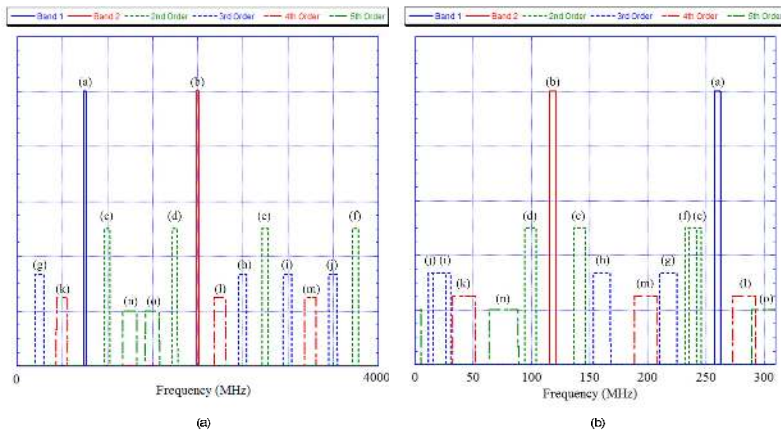 Band 1 Band 2 2nd Order 3rd Order 4th Order 5th Order
(a) (b)
(c) (d) (e) (f)
(g) (h) (i) (j)
(k) (l) (m)
(n) (o)
0 4000
Frequency (MHz)
(a)
Band 1 Band 2 2nd Order 3rd Order 4th Order 5th Order
(b) (a)
(d) (c) (f) (e)
(j) (i) (h) (g)
(k) (m) (l)
(n) (o)
0 50 100 150 200 250 300
Frequency (MHz)
(b)